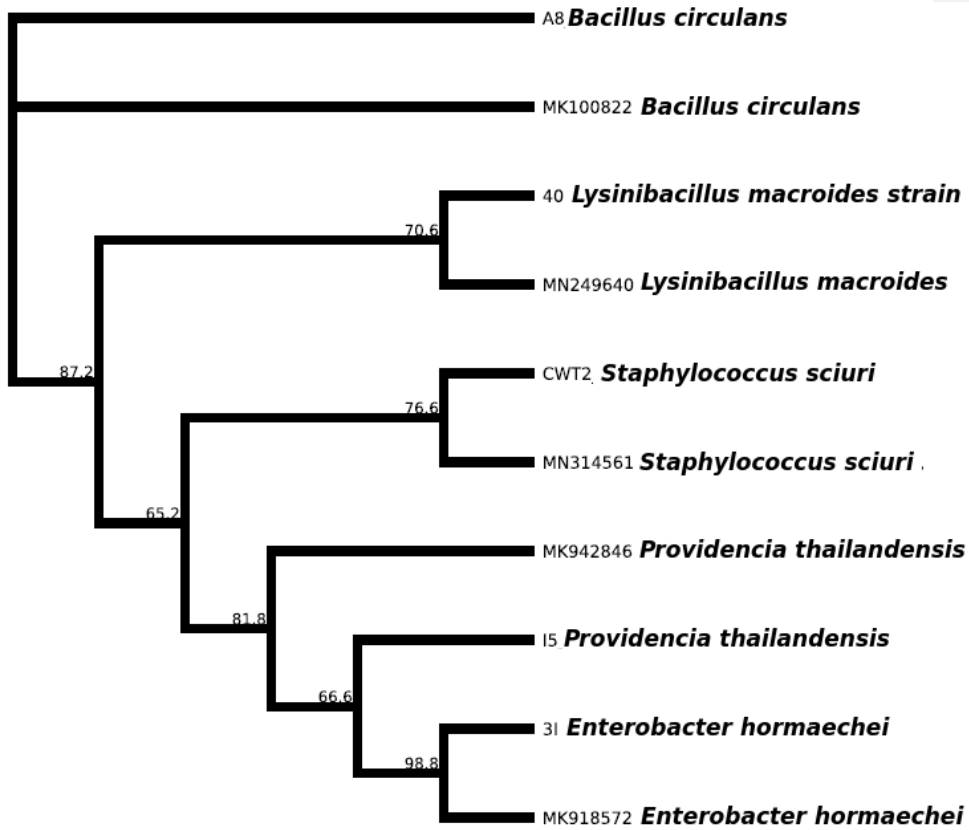 A8 Bacillus circulans
MK100822 Bacillus circulans
40 Lysinibacillus macroides strain
70.6
MN249640 Lysinibacillus macroides
87.2
CWT2 Staphylococcus sciuri
76.6
MN314561 Staphylococcus sciuri .
65.2
MK942846 Providencia thailandensis
81.8
I5 Providencia thailandensis
66.6
3I Enterobacter hormaechei
98.8
MK918572 Enterobacter hormaechei